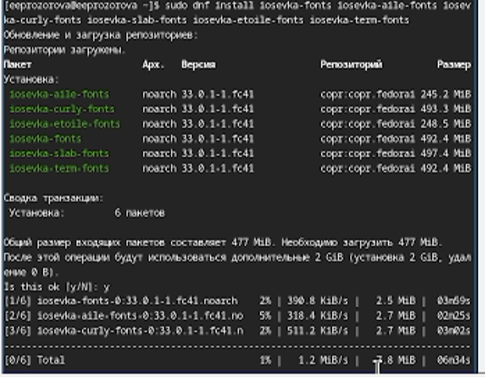 [eeprozorova@eeprozorova ~]$ sudo dnf install iosevka-fonts iosevka-aile-fonts iosev
ka-curly-fonts iosevka-slab-fonts iosevka-etoile-fonts iosevka-term-fonts
Обновление и загрузка репозиториев:
Репозитории загружены.
Пакет Арх. Версия Репозиторий Размер
Установка:
iosevka-aile-fonts noarch 33.0.1-1.fc41 copr:copr.fedorai 245.2 MiB
iosevka-curly-fonts noarch 33.0.1-1.fc41 copr:copr.fedorai 493.3 MiB
iosevka-etoile-fonts noarch 33.0.1-1.fc41 copr:copr.fedorai 248.5 MiB
iosevka-fonts noarch 33.0.1-1.fc41 copr:copr.fedorai 492.4 MiB
iosevka-slab-fonts noarch 33.0.1-1.fc41 copr:copr.fedorai 497.4 MiB
iosevka-term-fonts noarch 33.0.1-1.fc41 copr:copr.fedorai 492.4 MiB
Сводка транзакции:
Установка: 6 пакетов
Общий размер входящих пакетов составляет 477 MiB. Необходимо загрузить 477 MiB.
После этой операции будут использоваться дополнительные 2 GiB (установка 2 GiB, удал
ение 0 B).
Is this ok [y/N]: y
[1/6] iosevka-fonts-0:33.0.1-1.fc41.noarch 2% | 390.8 KiB/s | 2.5 MiB | 03m59s
[2/6] iosevka-aile-fonts-0:33.0.1-1.fc41.no 5% | 318.4 KiB/s | 2.7 MiB | 02m25s
[3/6] iosevka-curly-fonts-0:33.0.1-1.fc41.n 2% | 511.2 KiB/s | 2.7 MiB | 03m02s
[0/6] Total 1% | 1.2 MiB/s | 7.8 MiB | 06m34s